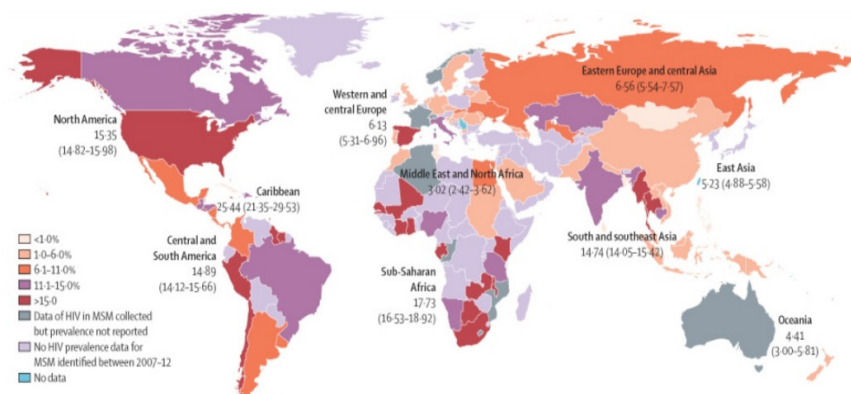 Eastern Europe and central Asia
6·56 (5·54–7·57)
Western and
central Europe
6·13
(5·31–6·96)
North America
15·35
(14·82–15·98)
Middle East and North Africa
3·02 (2·42–3·62)
East Asia
5·23 (4·88–5·58)
Caribbean
25·44 (21·35–29·53)
Central and
South America
14·89
(14·12–15·66)
South and southeast Asia
14·74 (14·05–15·42)
Sub-Saharan
Africa
17·73
(16·53–18·92)
Oceania
4·41
(3·00–5·81)
<1·0%
1·0–6·0%
6·1–11·0%
11·1–15·0%
>15·0
Data of HIV in MSM collected
but prevalence not reported
No HIV prevalence data for
MSM identified between 2007–12
No data